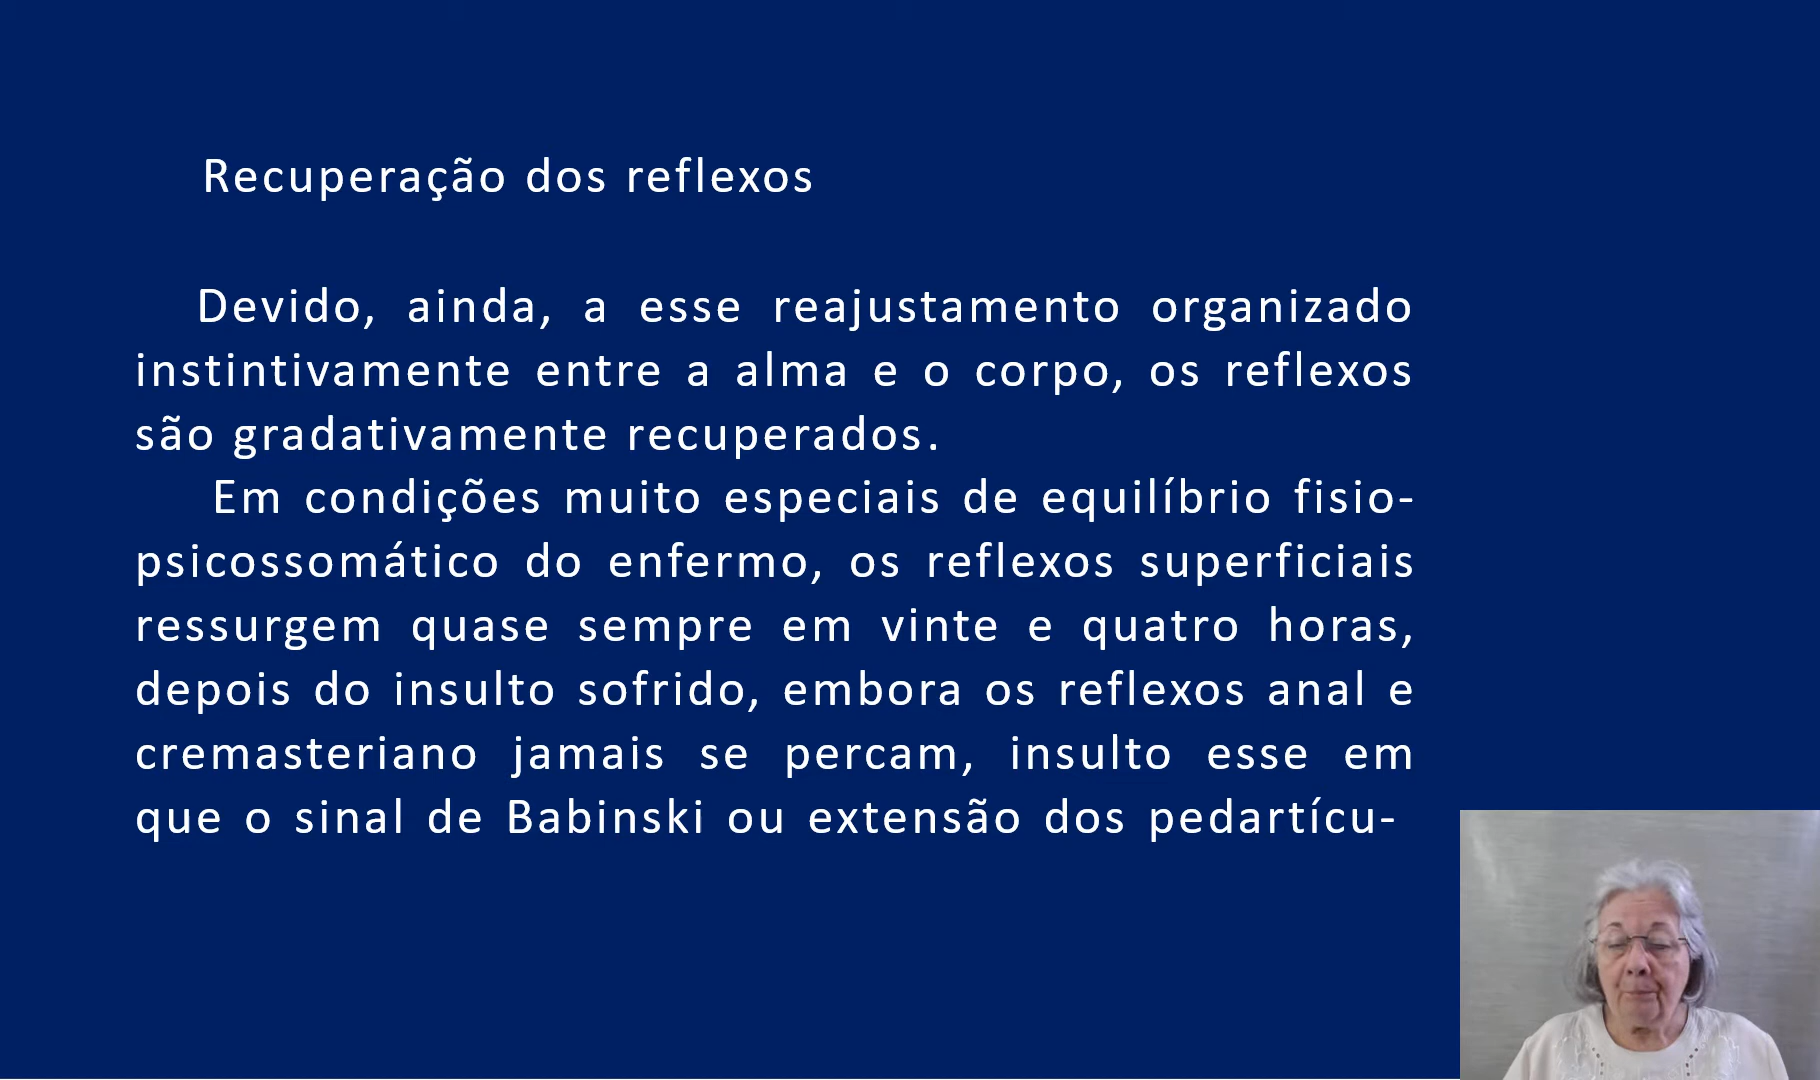 Recuperação dos reflexos
Devido, ainda, a esse reajustamento organizado
instintivamente entre a alma e o corpo, os reflexos
são gradativamente recuperados.
Em condições muito especiais de equilíbrio fisio-
psicossomático do enfermo, os reflexos superficiais
ressurgem quase sempre em vinte e quatro horas,
depois do insulto sofrido, embora os reflexos anal e
cremasteriano jamais se percam, insulto esse em
que o sinal de Babinski ou extensão dos pedartícu-